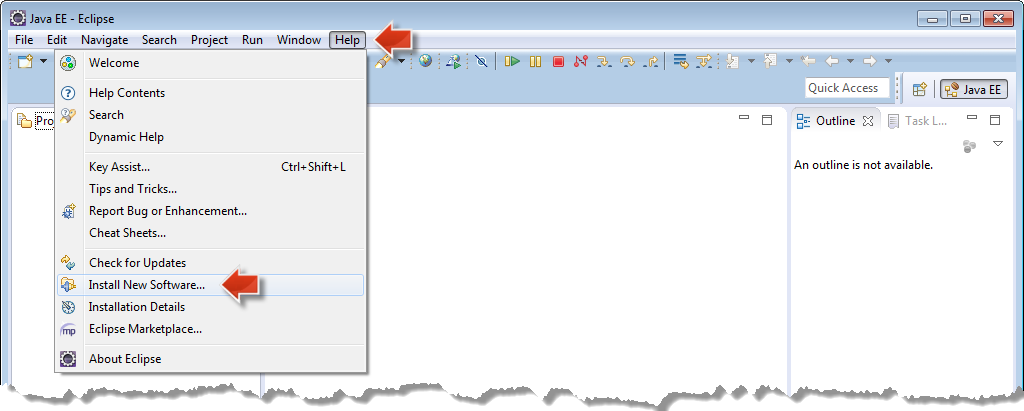 Java EE - Eclipse
File Edit Navigate Search Project Run Window Help
Welcome
Help Contents
Search
Dynamic Help
Key Assist... Ctrl+Shift+L
Tips and Tricks...
Report Bug or Enhancement...
Cheat Sheets...
Check for Updates
Install New Software...
Installation Details
mp Eclipse Marketplace...
About Eclipse
Quick Access
Java EE
Pro
Outline Task L...
An outline is not available.